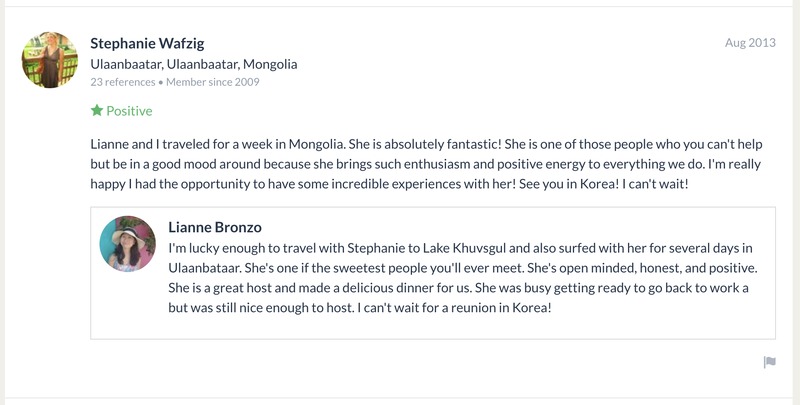 Stephanie Wafzig
Aug 2013
Ulaanbaatar, Ulaanbaatar, Mongolia
23 references • Member since 2009
Positive
Lianne and I traveled for a week in Mongolia. She is absolutely fantastic! She is one of those people who you can't help
but be in a good mood around because she brings such enthusiasm and positive energy to everything we do. I'm really
happy I had the opportunity to have some incredible experiences with her! See you in Korea! I can't wait!
Lianne Bronzo
I'm lucky enough to travel with Stephanie to Lake Khuvsgul and also surfed with her for several days in
Ulaanbataar. She's one if the sweetest people you'll ever meet. She's open minded, honest, and positive.
She is a great host and made a delicious dinner for us. She was busy getting ready to go back to work a
but was still nice enough to host. I can't wait for a reunion in Korea!